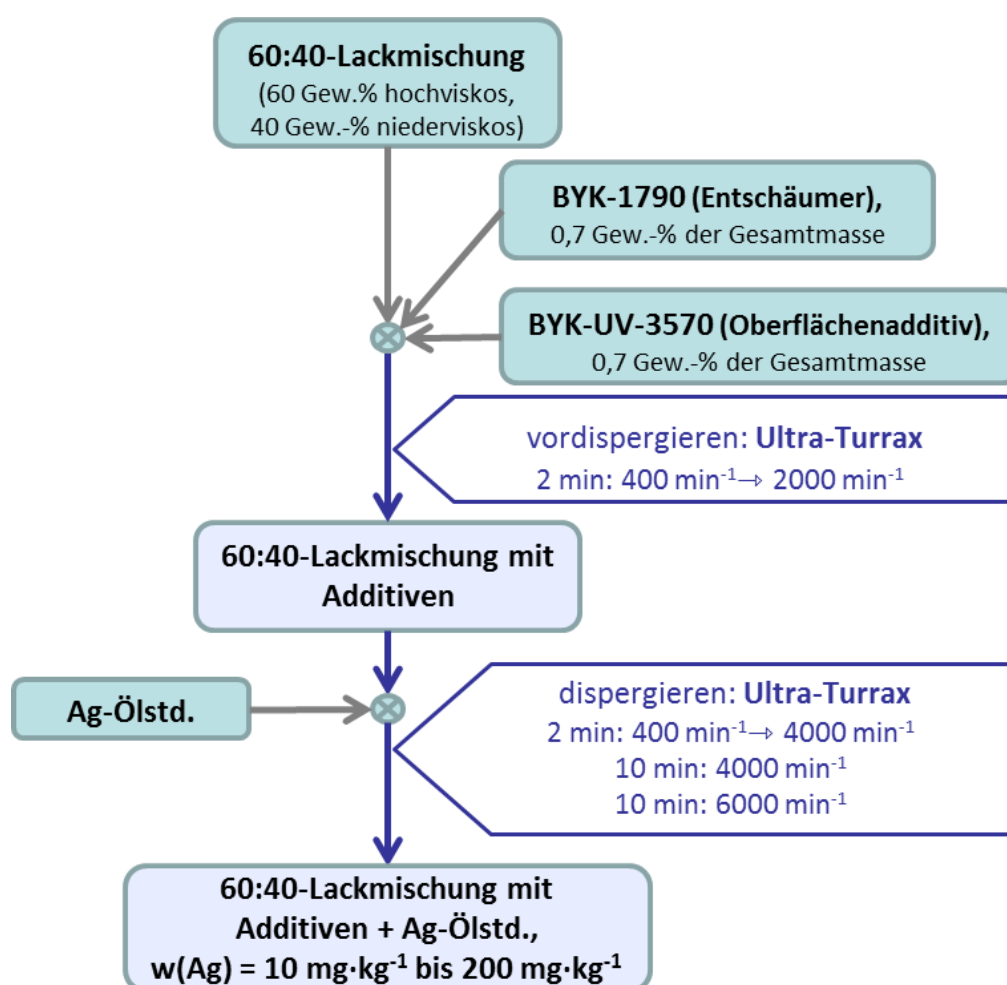 60:40-Lackmischung
(60 Gew.% hochviskos,
40 Gew.-% niederviskos)
BYK-1790 (Entschäumer),
0,7 Gew.-% der Gesamtmasse
BYK-UV-3570 (Oberflächenadditiv),
0,7 Gew.-% der Gesamtmasse
vordispergieren: Ultra-Turrax
2 min: 400 min⁻¹→ 2000 min⁻¹
60:40-Lackmischung mit
Additiven
Ag-Ölstd.
dispergieren: Ultra-Turrax
2 min: 400 min⁻¹→ 4000 min⁻¹
10 min: 4000 min⁻¹
10 min: 6000 min⁻¹
60:40-Lackmischung mit
Additiven + Ag-Ölstd.,
w(Ag) = 10 mg·kg⁻¹ bis 200 mg·kg⁻¹